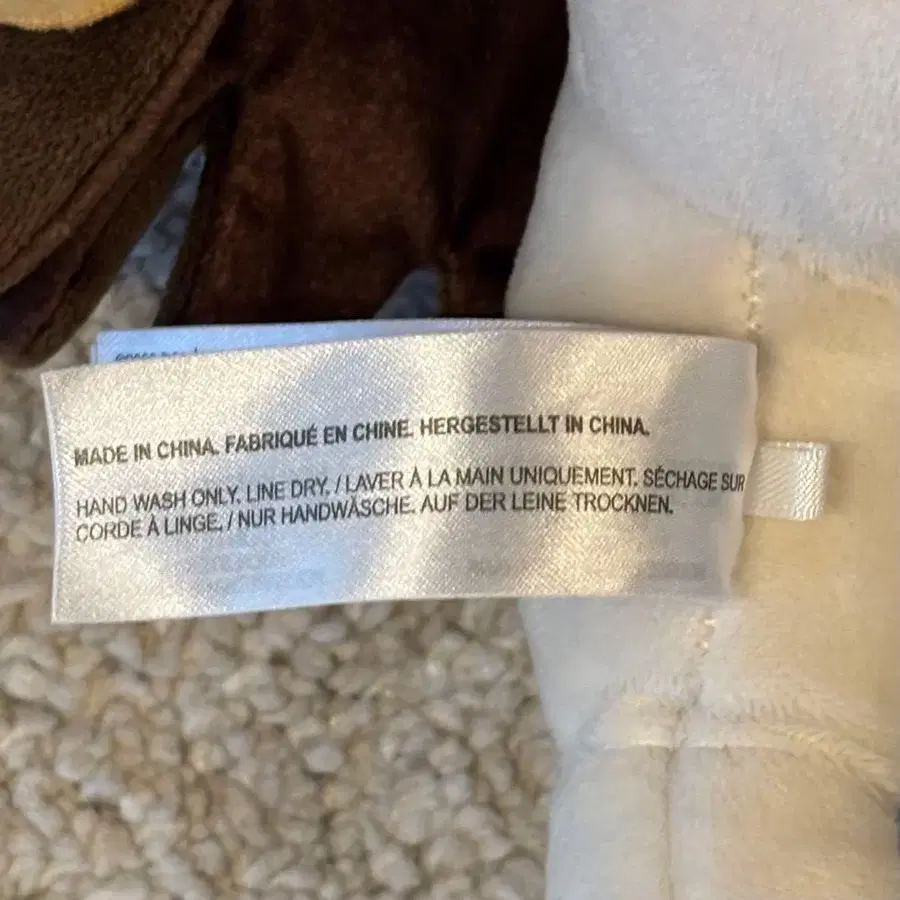 MADE IN CHINA. FABRIQUÉ EN CHINE. HERGESTELLT IN CHINA.
HAND WASH ONLY. LINE DRY. / LAVER À LA MAIN UNIQUEMENT. SÉCHAGE SUR
CORDE À LINGE. / NUR HANDWÄSCHE. AUF DER LEINE TROCKNEN.